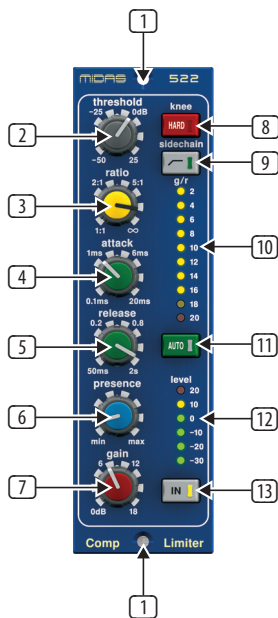 1
MIDAS 522
threshold
-25 0dB
-50 25
2
knee
HARD
8
sidechain
9
ratio
2:1 5:1
1:1 ∞
3
g/r
2
4
6
8
10
12
14
16
18
20
10
attack
1ms 6ms
0.1ms 20ms
4
release
0.2 0.8
50ms 2s
5
AUTO
11
presence
min max
6
level
20
10
0
-10
-20
-30
12
gain
6 12
0dB 18
7
IN
13
Comp Limiter
1